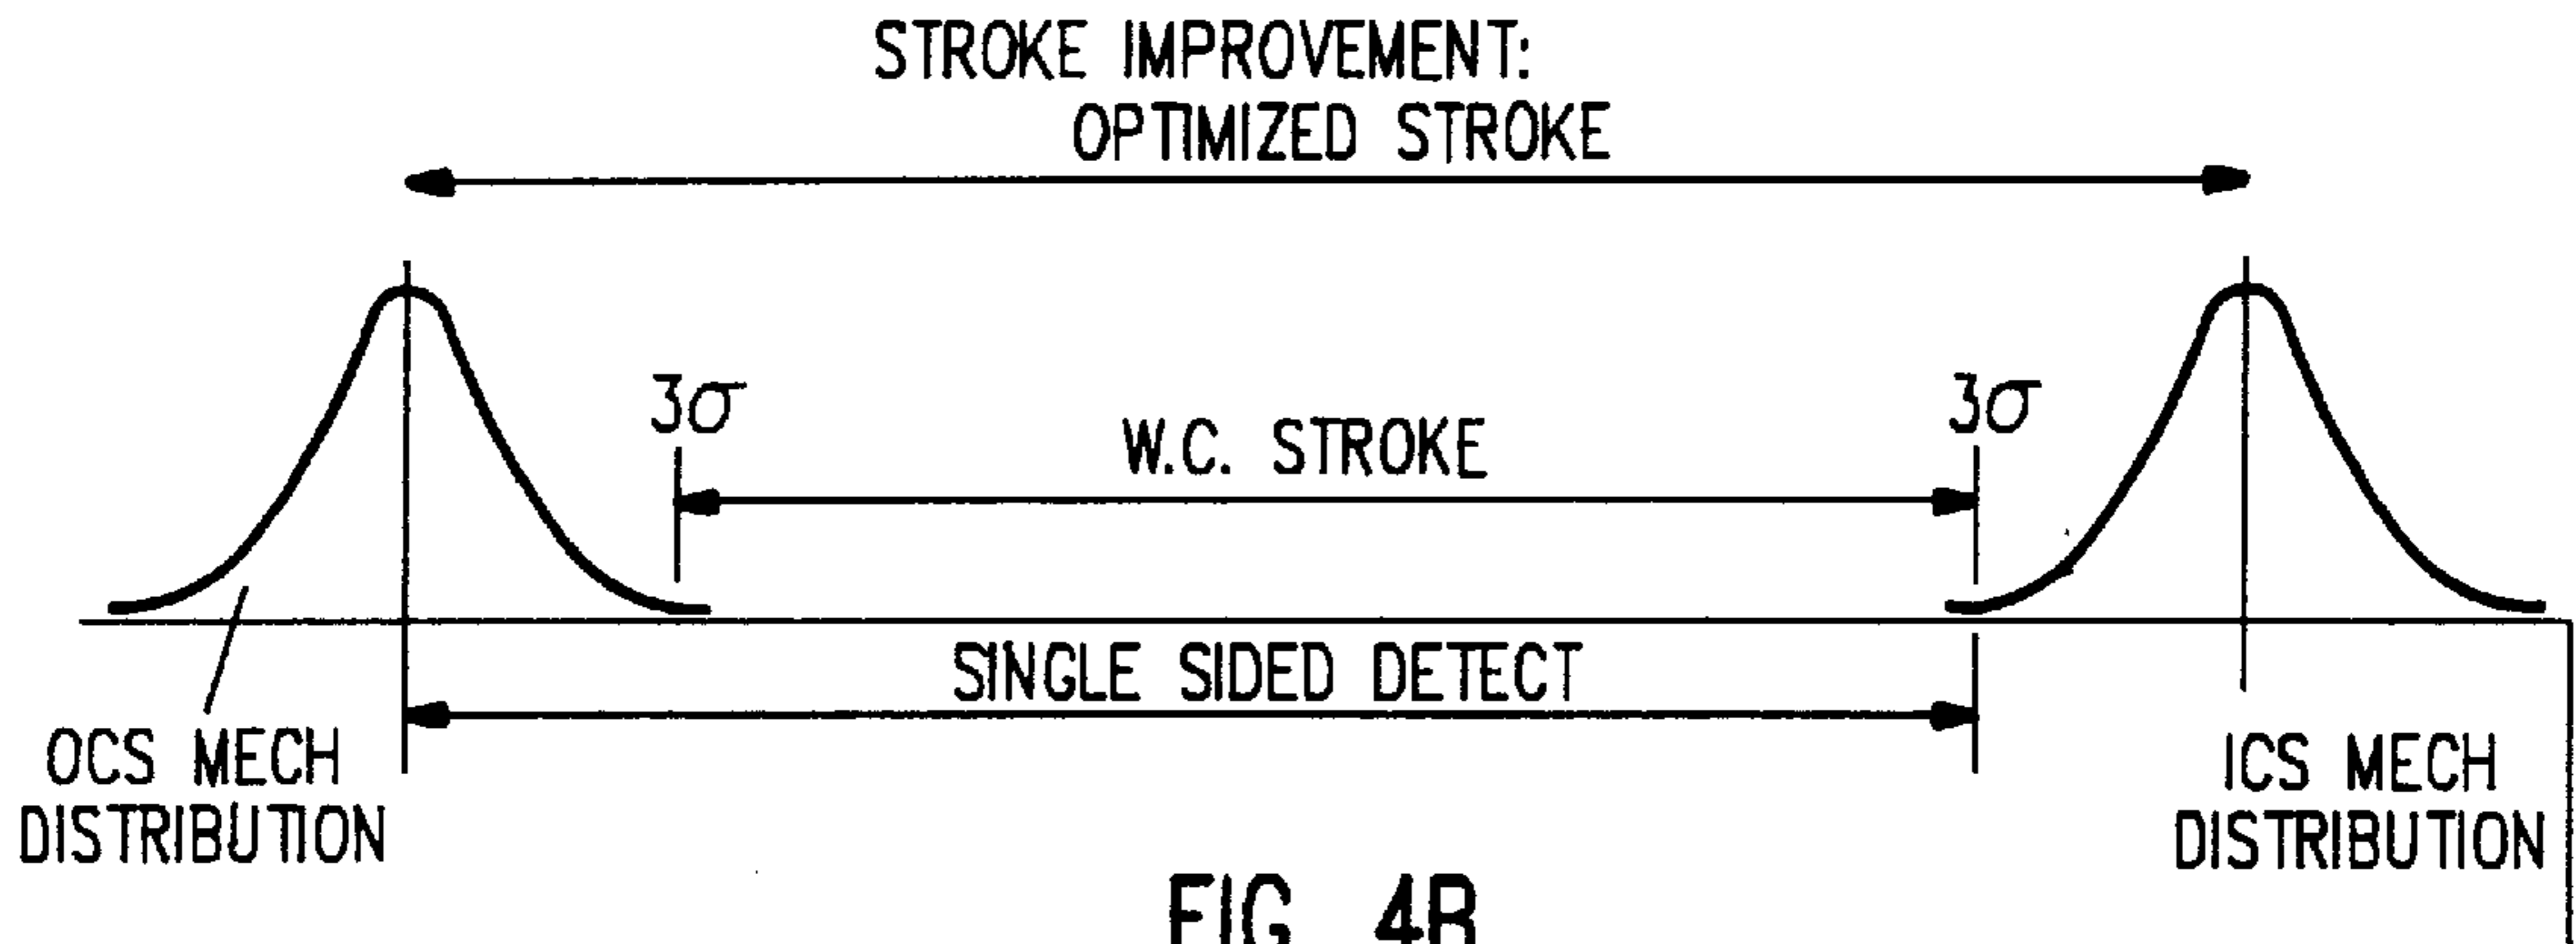 STROKE IMPROVEMENT:
OPTIMIZED STROKE
3σ
3σ
W.C. STROKE
SINGLE SIDED DETECT
OCS MECH
DISTRIBUTION
ICS MECH
DISTRIBUTION
FIG. 4B